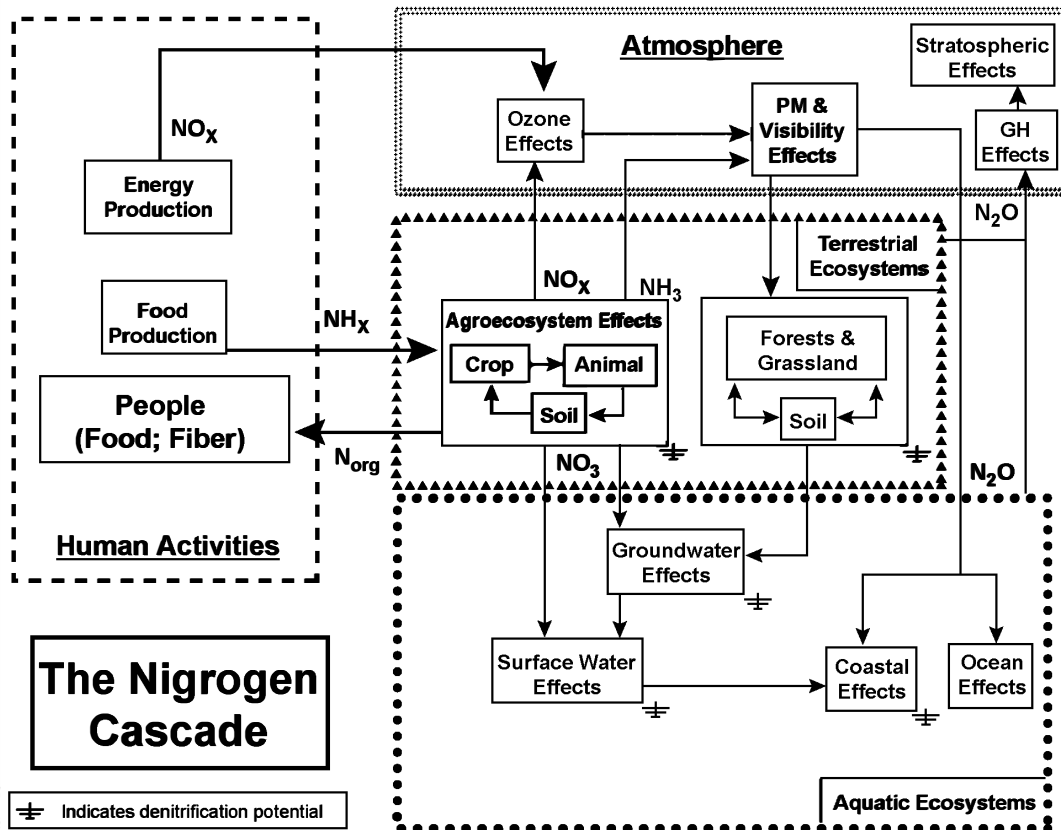 Atmosphere
Stratospheric
Effects
Ozone
Effects
PM &
Visibility
Effects
GH
Effects
NOX
Energy
Production
N2O
Terrestrial
Ecosystems
NOX
NH3
Food
Production
NHX
Agroecosystem Effects
Crop
Animal
Soil
Forests &
Grassland
Soil
People
(Food; Fiber)
Norg
NO3
N2O
Human Activities
Groundwater
Effects
Surface Water
Effects
Coastal
Effects
Ocean
Effects
The Nigrogen
Cascade
Indicates denitrification potential
Aquatic Ecosystems